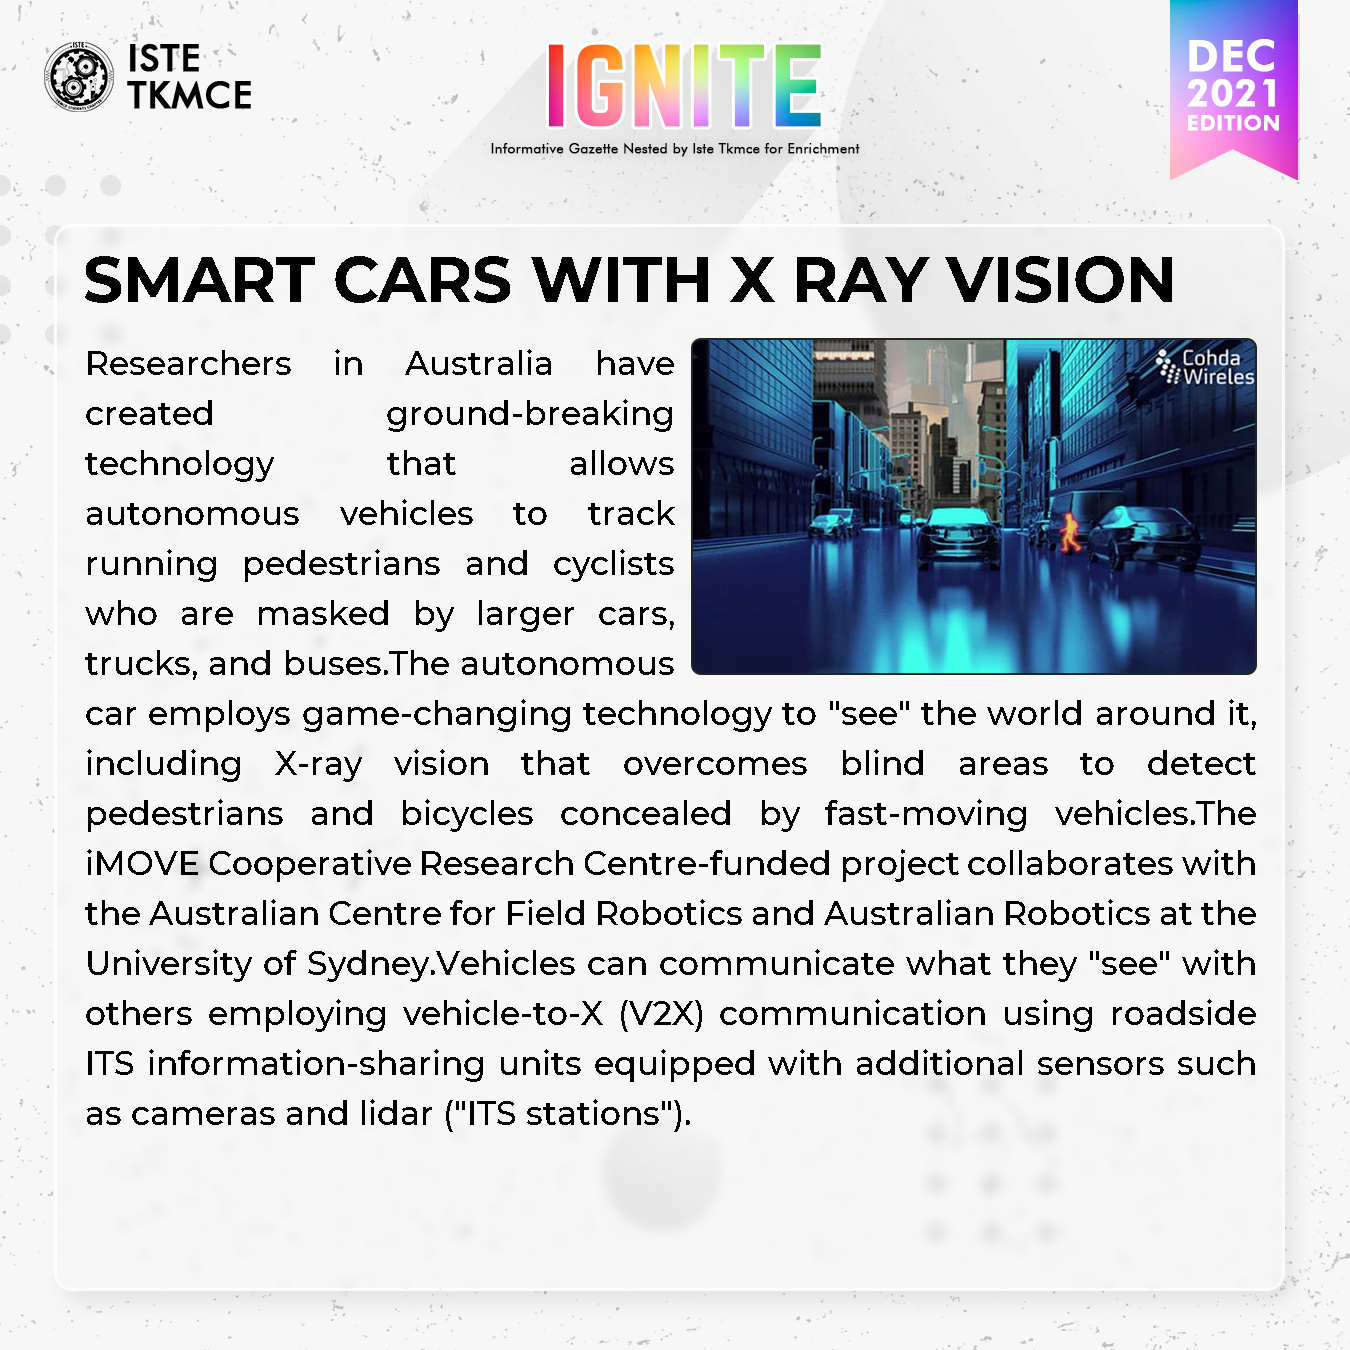 ISTE
TKMCE
IGNITE
Informative Gazette Nested by Iste Tkmce for Enrichment
DEC
2021
EDITION
SMART CARS WITH X RAY VISION
Researchers in Australia have
created ground-breaking
technology that allows
autonomous vehicles to track
running pedestrians and cyclists
who are masked by larger cars,
trucks, and buses.The autonomous
Cohda
Wireles
car employs game-changing technology to "see" the world around it,
including X-ray vision that overcomes blind areas to detect
pedestrians and bicycles concealed by fast-moving vehicles.The
iMOVE Cooperative Research Centre-funded project collaborates with
the Australian Centre for Field Robotics and Australian Robotics at the
University of Sydney.Vehicles can communicate what they "see" with
others employing vehicle-to-X (V2X) communication using roadside
ITS information-sharing units equipped with additional sensors such
as cameras and lidar ("ITS stations").